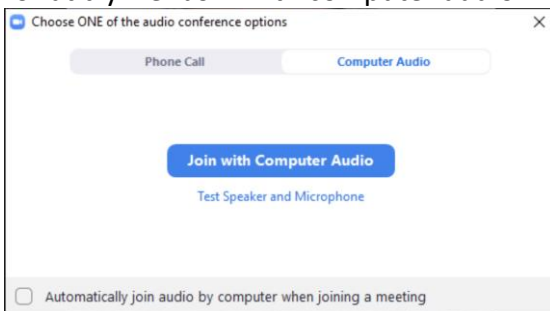 Choose ONE of the audio conference options
Phone Call Computer Audio
Join with Computer Audio
Test Speaker and Microphone
Automatically join audio by computer when joining a meeting